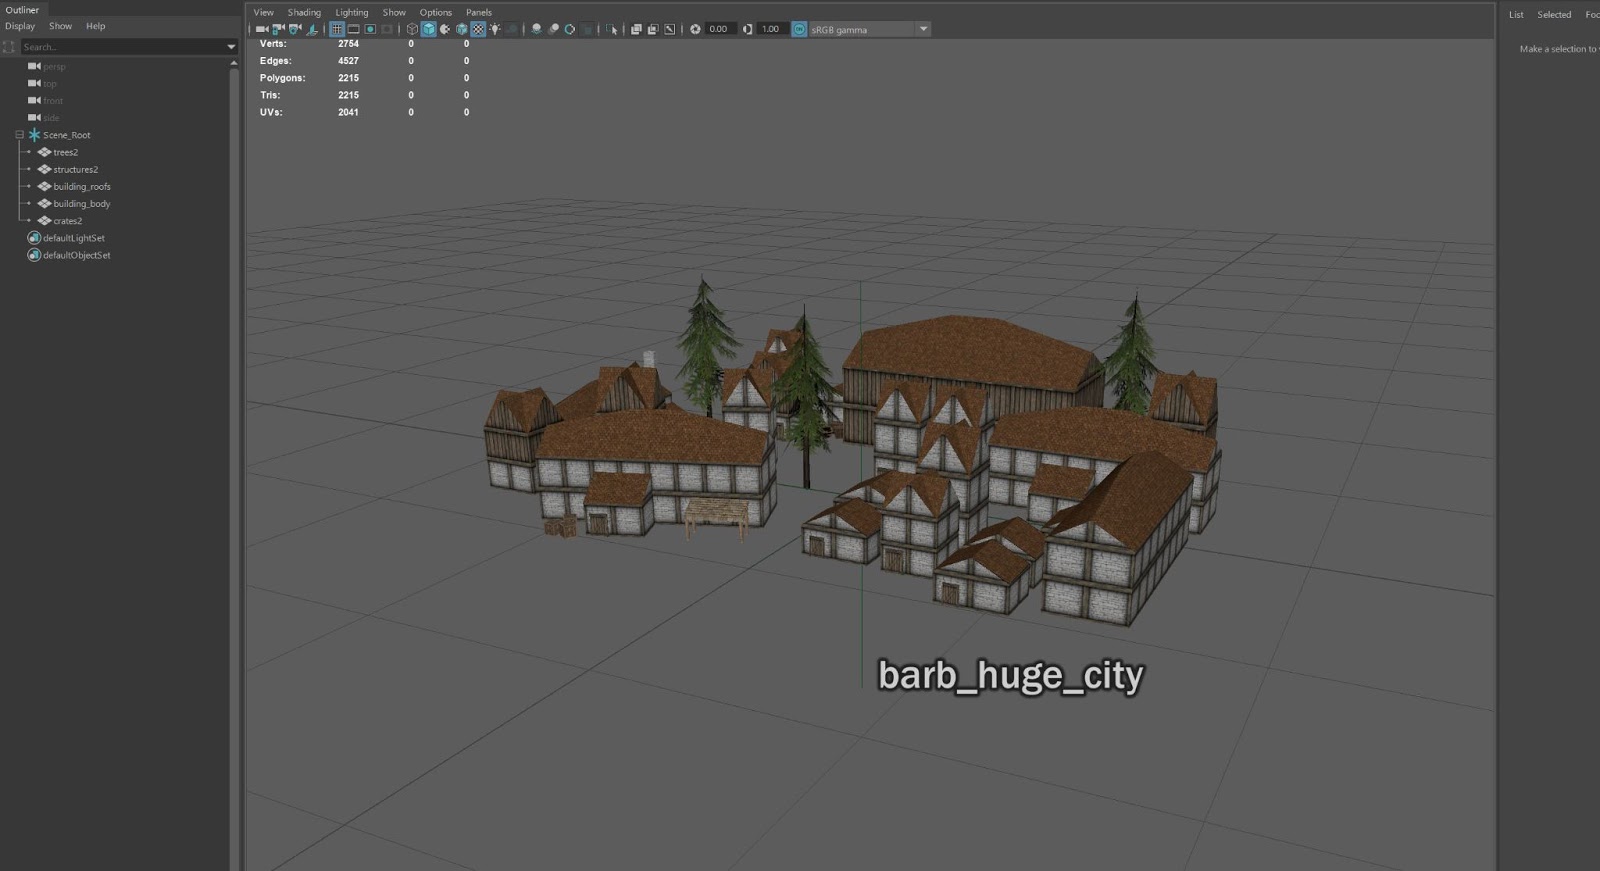 Outliner
Display Show Help
Search...
persp
top
front
side
Scene_Root
trees2
structures2
building_roofs
building_body
crates2
defaultLightSet
defaultObjectSet
View Shading Lighting Show Options Panels
0.00 1.00 sRGB gamma
Verts: 2754 0 0
Edges: 4527 0 0
Polygons: 2215 0 0
Tris: 2215 0 0
UVs: 2041 0 0
barb_huge_city
List Selected Foc
Make a selection to